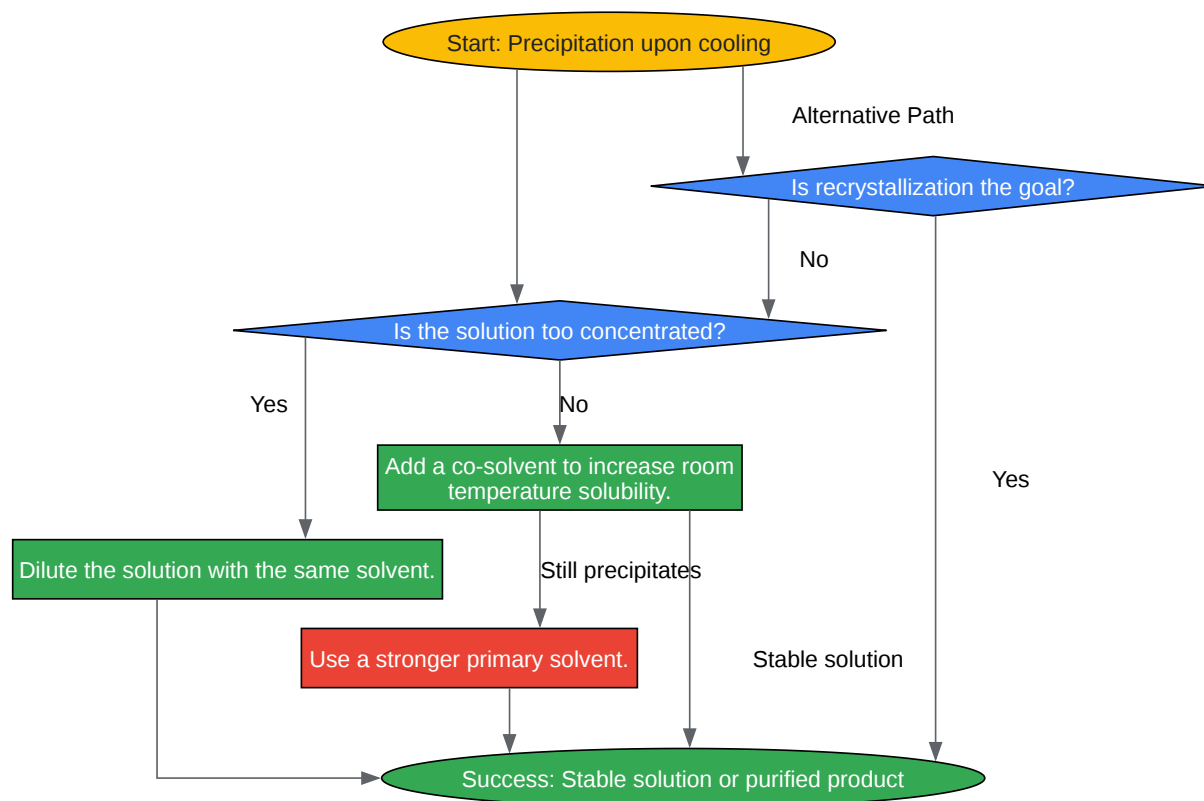 Start: Precipitation upon cooling
Alternative Path
Is recrystallization the goal?
No
Is the solution too concentrated?
Yes
No
Add a co-solvent to increase room
temperature solubility.
Yes
Dilute the solution with the same solvent.
Still precipitates
Use a stronger primary solvent.
Stable solution
Success: Stable solution or purified product